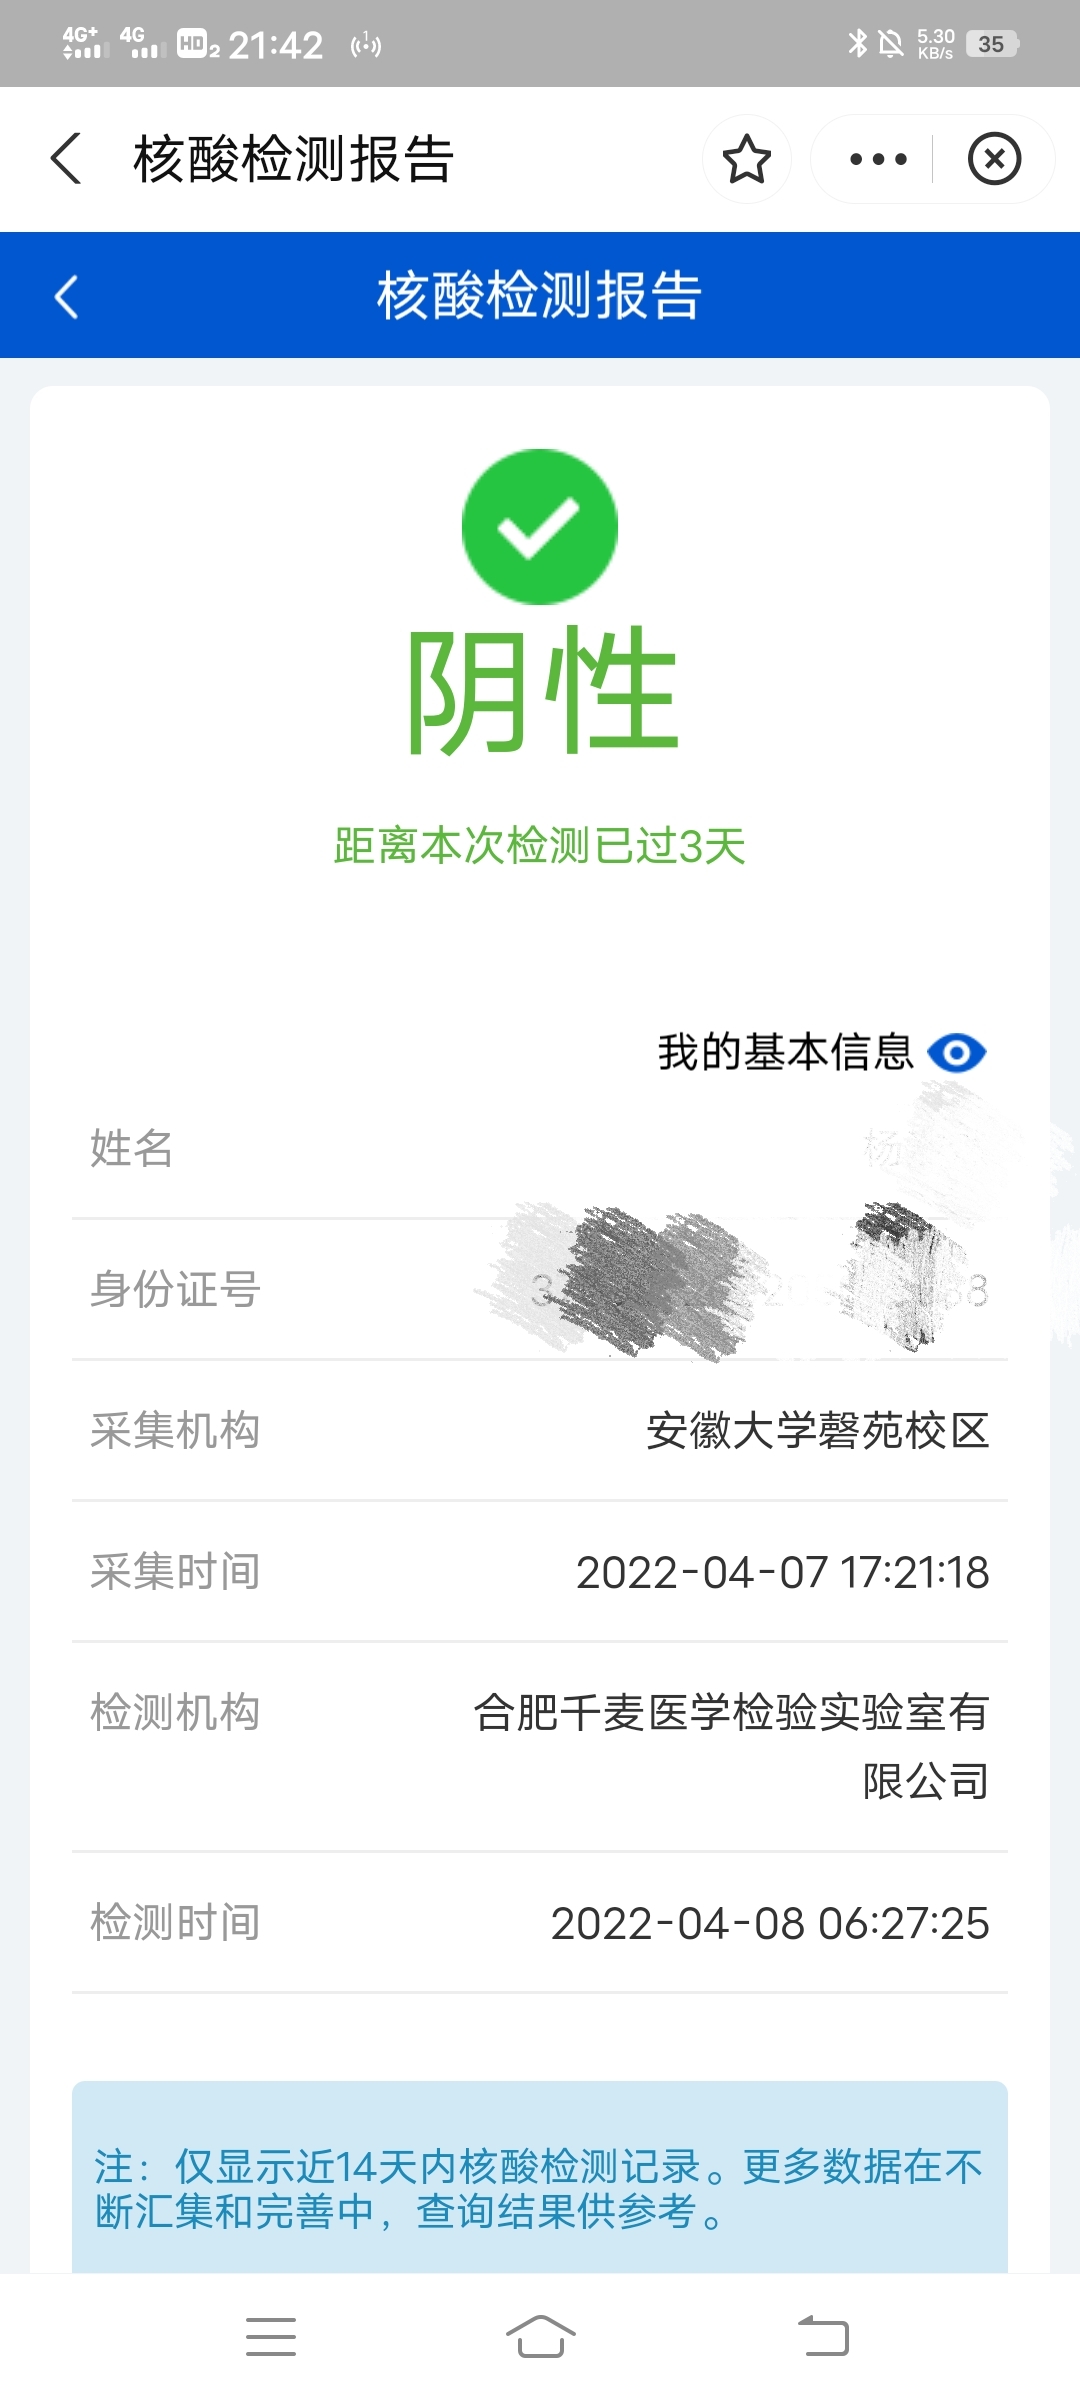 4G+ 4G HD 2 21:42 5.30 KB/s 35
核酸检测报告
核酸检测报告
阴性
距离本次检测已过3天
我的基本信息
姓名 杨
身份证号 3
采集机构 安徽大学磬苑校区
采集时间 2022-04-07 17:21:18
检测机构 合肥千麦医学检验实验室有
限公司
检测时间 2022-04-08 06:27:25
注：仅显示近14天内核酸检测记录。更多数据在不
断汇集和完善中，查询结果供参考。